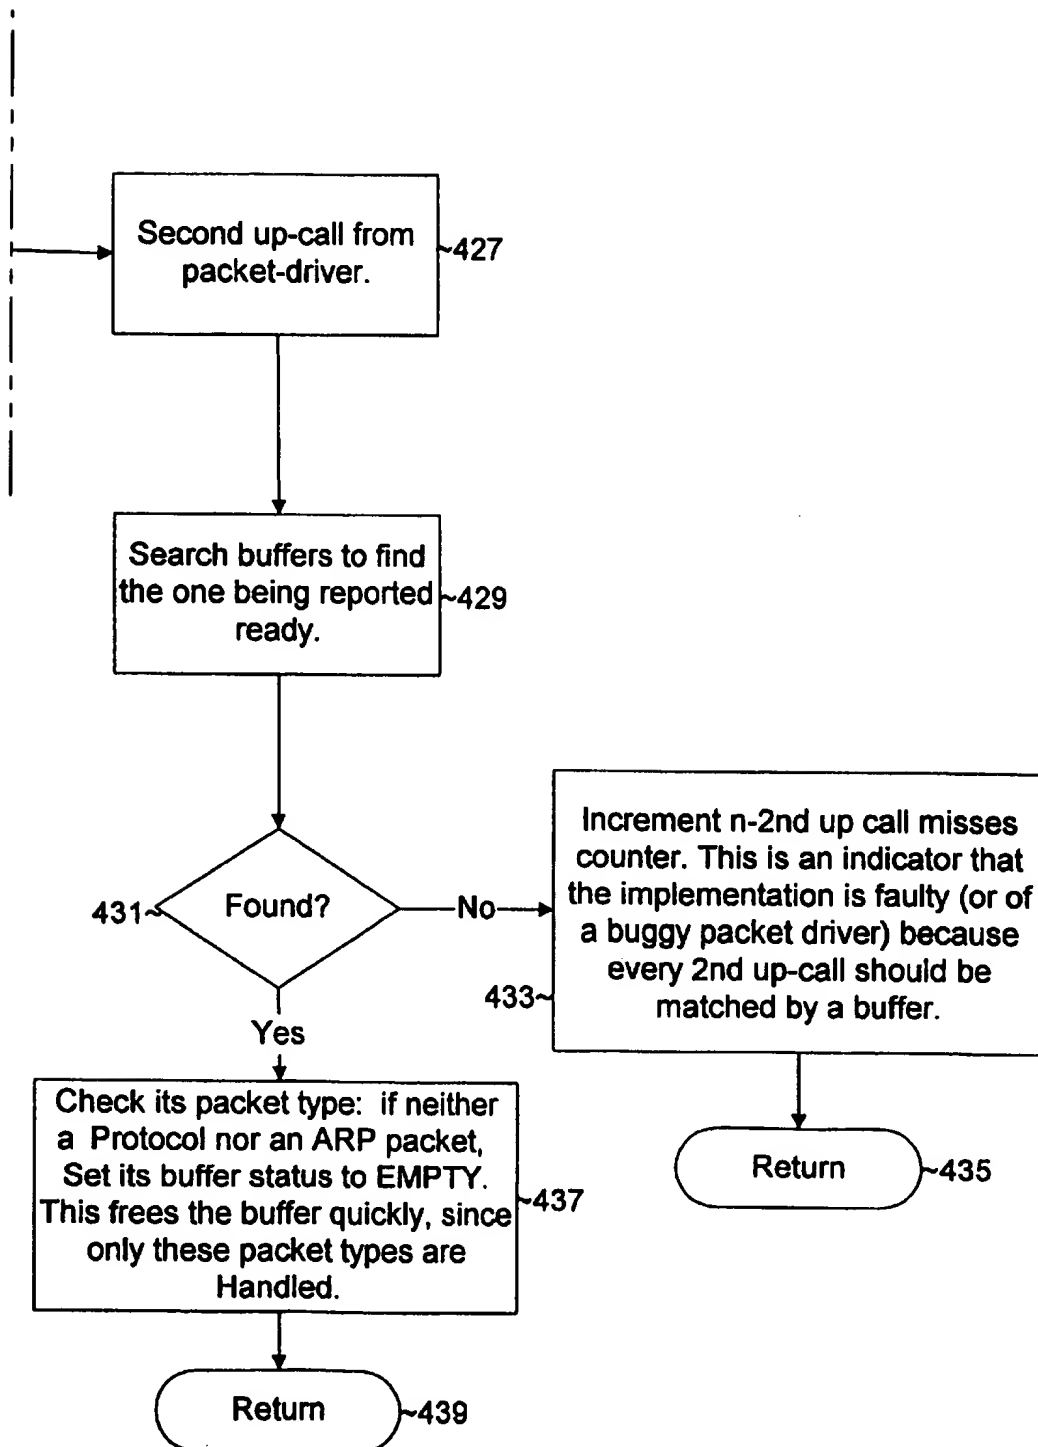 Second up-call from
packet-driver.
~427
Search buffers to find
the one being reported
ready.
~429
Found?
431~
No
Increment n-2nd up call misses
counter. This is an indicator that
the implementation is faulty (or of
a buggy packet driver) because
every 2nd up-call should be
matched by a buffer.
433~
Return
~435
Yes
Check its packet type: if neither
a Protocol nor an ARP packet,
Set its buffer status to EMPTY.
This frees the buffer quickly, since
only these packet types are
Handled.
~437
Return
~439